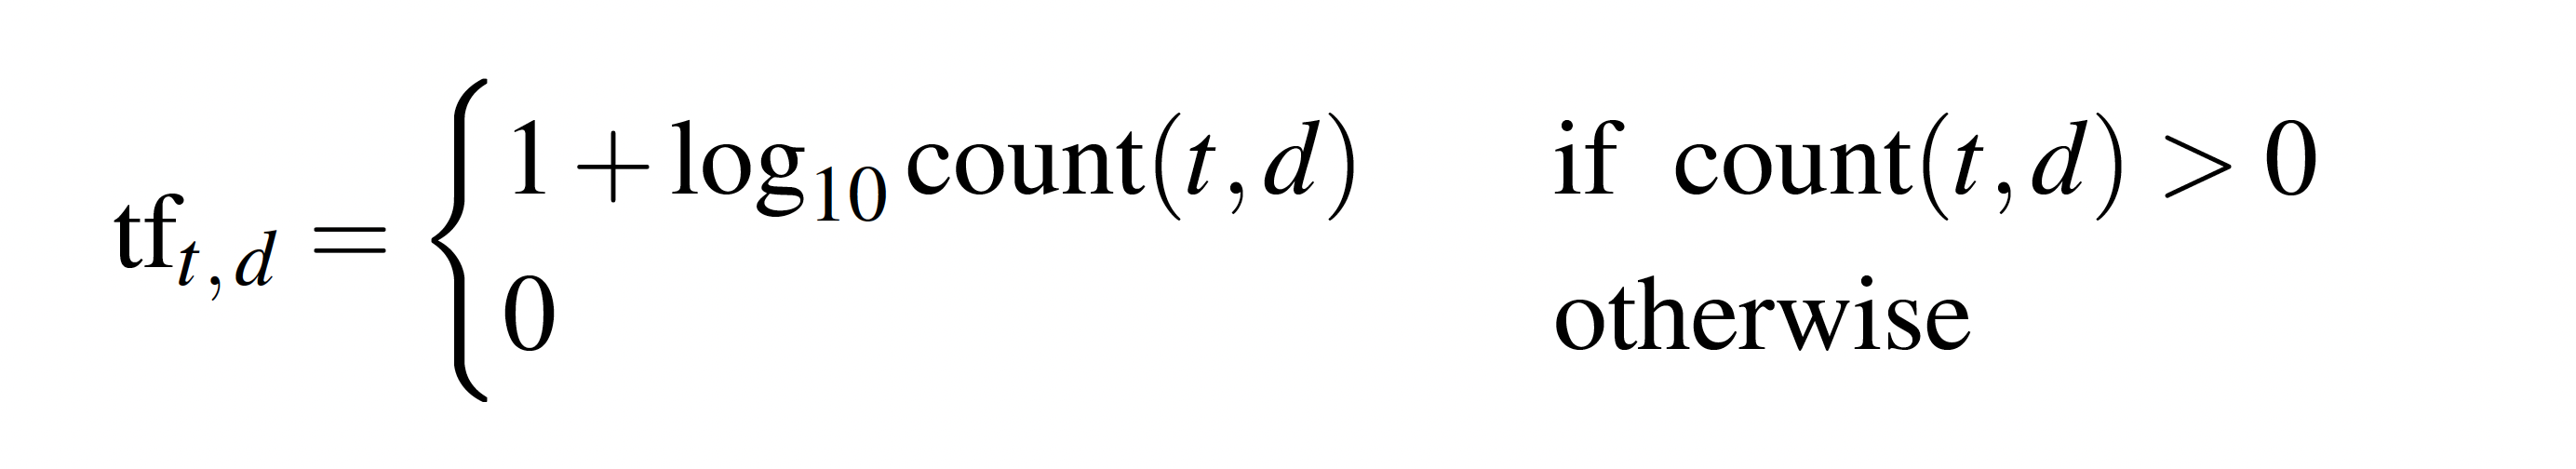 tf_{t,d} = { 1 + log_{10} count(t,d) if count(t,d) > 0
0 otherwise